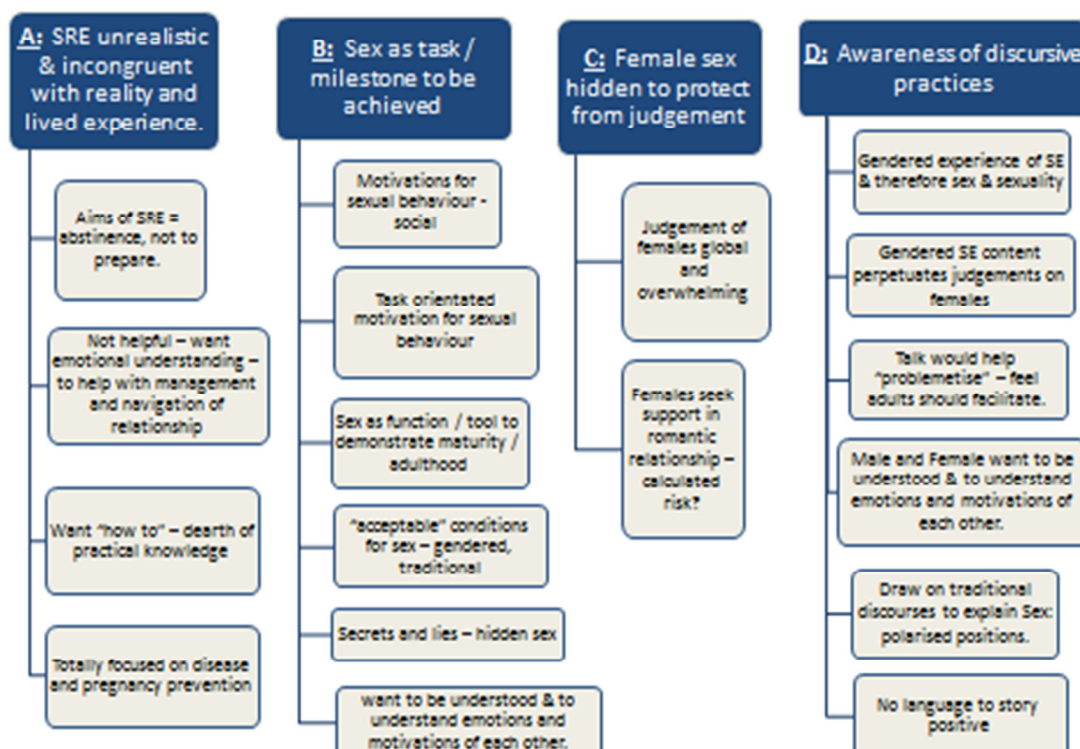 A: SRE unrealistic
& incongruent
with reality and
lived experience.
Aims of SRE =
abstinence, not to
prepare.
Not helpful – want
emotional understanding –
to help with management
and navigation of
relationship
Want "how to" – dearth of
practical knowledge
Totally focused on disease
and pregnancy prevention
B: Sex as task /
milestone to be
achieved
Motivations for
sexual behaviour -
social
Task orientated
motivation for sexual
behaviour
Sex as function / tool to
demonstrate maturity /
adulthood
"acceptable" conditions
for sex – gendered,
traditional
Secrets and lies – hidden sex
want to be understood & to
understand emotions and
motivations of each other.
C: Female sex
hidden to protect
from judgement
Judgement of
females global
and
overwhelming
Females seek
support in
romantic
relationship –
calculated
risk?
D: Awareness of discursive
practices
Gendered experience of SE
& therefore sex & sexuality
Gendered SE content
perpetuates judgements on
females
Talk would help
"problemetise" – feel
adults should facilitate.
Male and Female want to be
understood & to understand
emotions and motivations of
each other.
Draw on traditional
discourses to explain Sex:
polarised positions.
No language to story
positive